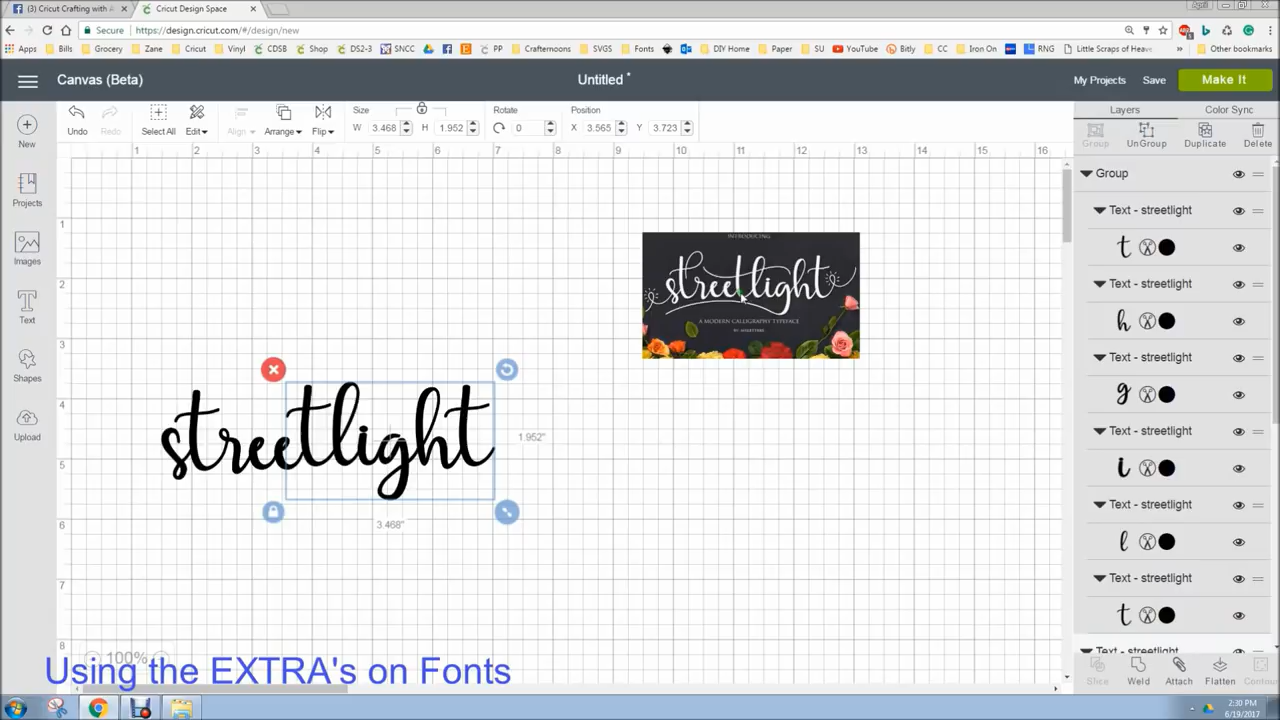 (3) Cricut Crafting with A
Cricut Design Space
April
Secure
https://design.cricut.com/#/design/new
Apps Bills Grocery Zane Cricut Vinyl CDSB Shop DS2-3 SNCC PP Crafternoons SVGS Fonts DIY Home Paper SU YouTube Bitly CC Iron On RNG Little Scraps of Heave » Other bookmarks
Canvas (Beta)
Untitled *
My Projects Save Make It
Undo Redo Select All Edit Align Arrange Flip
Size
W 3.468 H 1.952
Rotate
0
Position
X 3.565 Y 3.723
Layers Color Sync
Group UnGroup Duplicate Delete
1 2 3 4 5 6 7 8 9 10 11 12 13 14 15 16
1
2
3
4
5
6
7
8
New
Projects
Images
Text
Shapes
Upload
INTRODUCING
streetlight
A MODERN CALLIGRAPHY TYPEFACE
streetlight
1.952"
3.468"
Group
Text - streetlight
t
Text - streetlight
h
Text - streetlight
g
Text - streetlight
i
Text - streetlight
l
Text - streetlight
t
Text - streetlight
Slice Weld Attach Flatten Contour
100%
Using the EXTRA's on Fonts
2:30 PM
6/19/2017